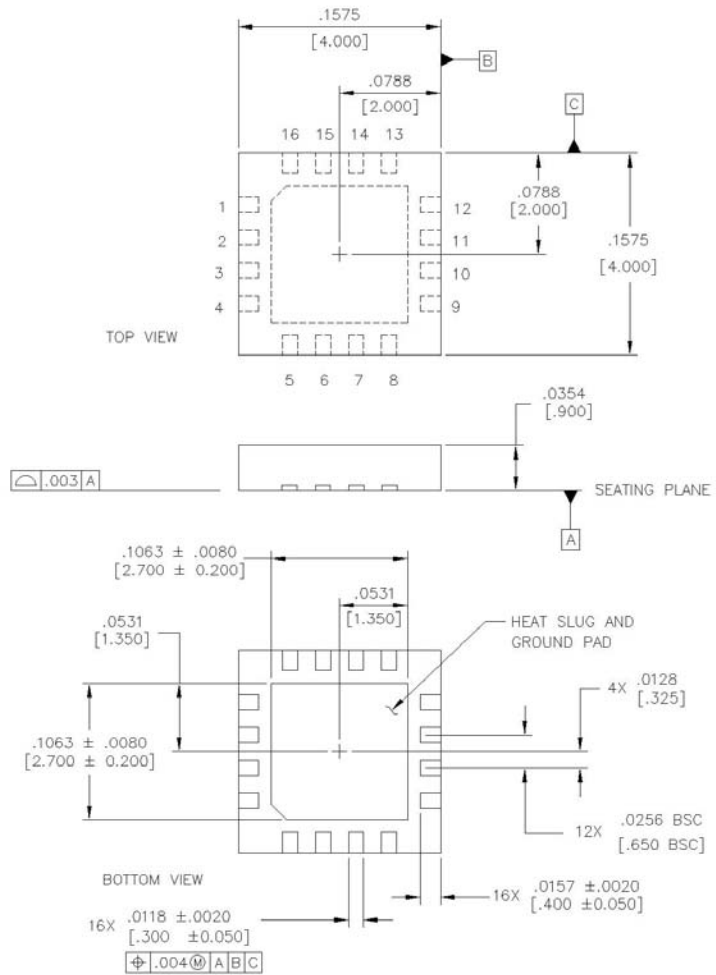 .1575
[4.000]
B
.0788
[2.000]
C
16 15 14 13
.0788
[2.000]
1
12
.1575
[4.000]
2
11
3
10
4
9
TOP VIEW
5 6 7 8
.0354
[.900]
⌓ .003 A
SEATING PLANE
A
.1063 ± .0080
[2.700 ± 0.200]
.0531
[1.350]
.0531
[1.350]
HEAT SLUG AND
GROUND PAD
4X .0128
[.325]
.1063 ± .0080
[2.700 ± 0.200]
12X .0256 BSC
[.650 BSC]
BOTTOM VIEW
16X .0157 ±.0020
[.400 ±0.050]
16X .0118 ±.0020
[.300 ±0.050]
⌖ .004 Ⓜ A B C